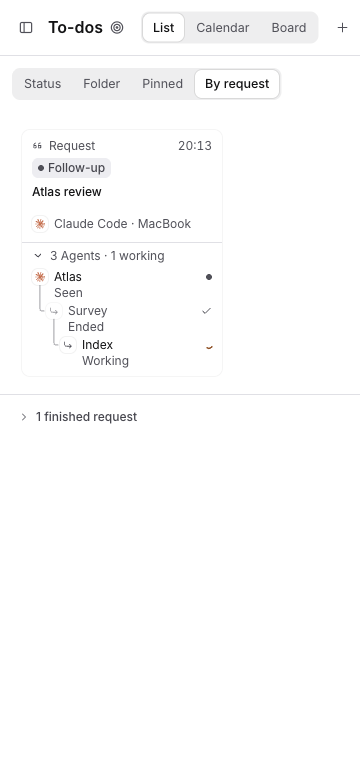 To-dos
List
Calendar
Board
Status
Folder
Pinned
By request
Request
20:13
Follow-up
Atlas review
Claude Code · MacBook
3 Agents · 1 working
Atlas
Seen
Survey
Ended
Index
Working
1 finished request